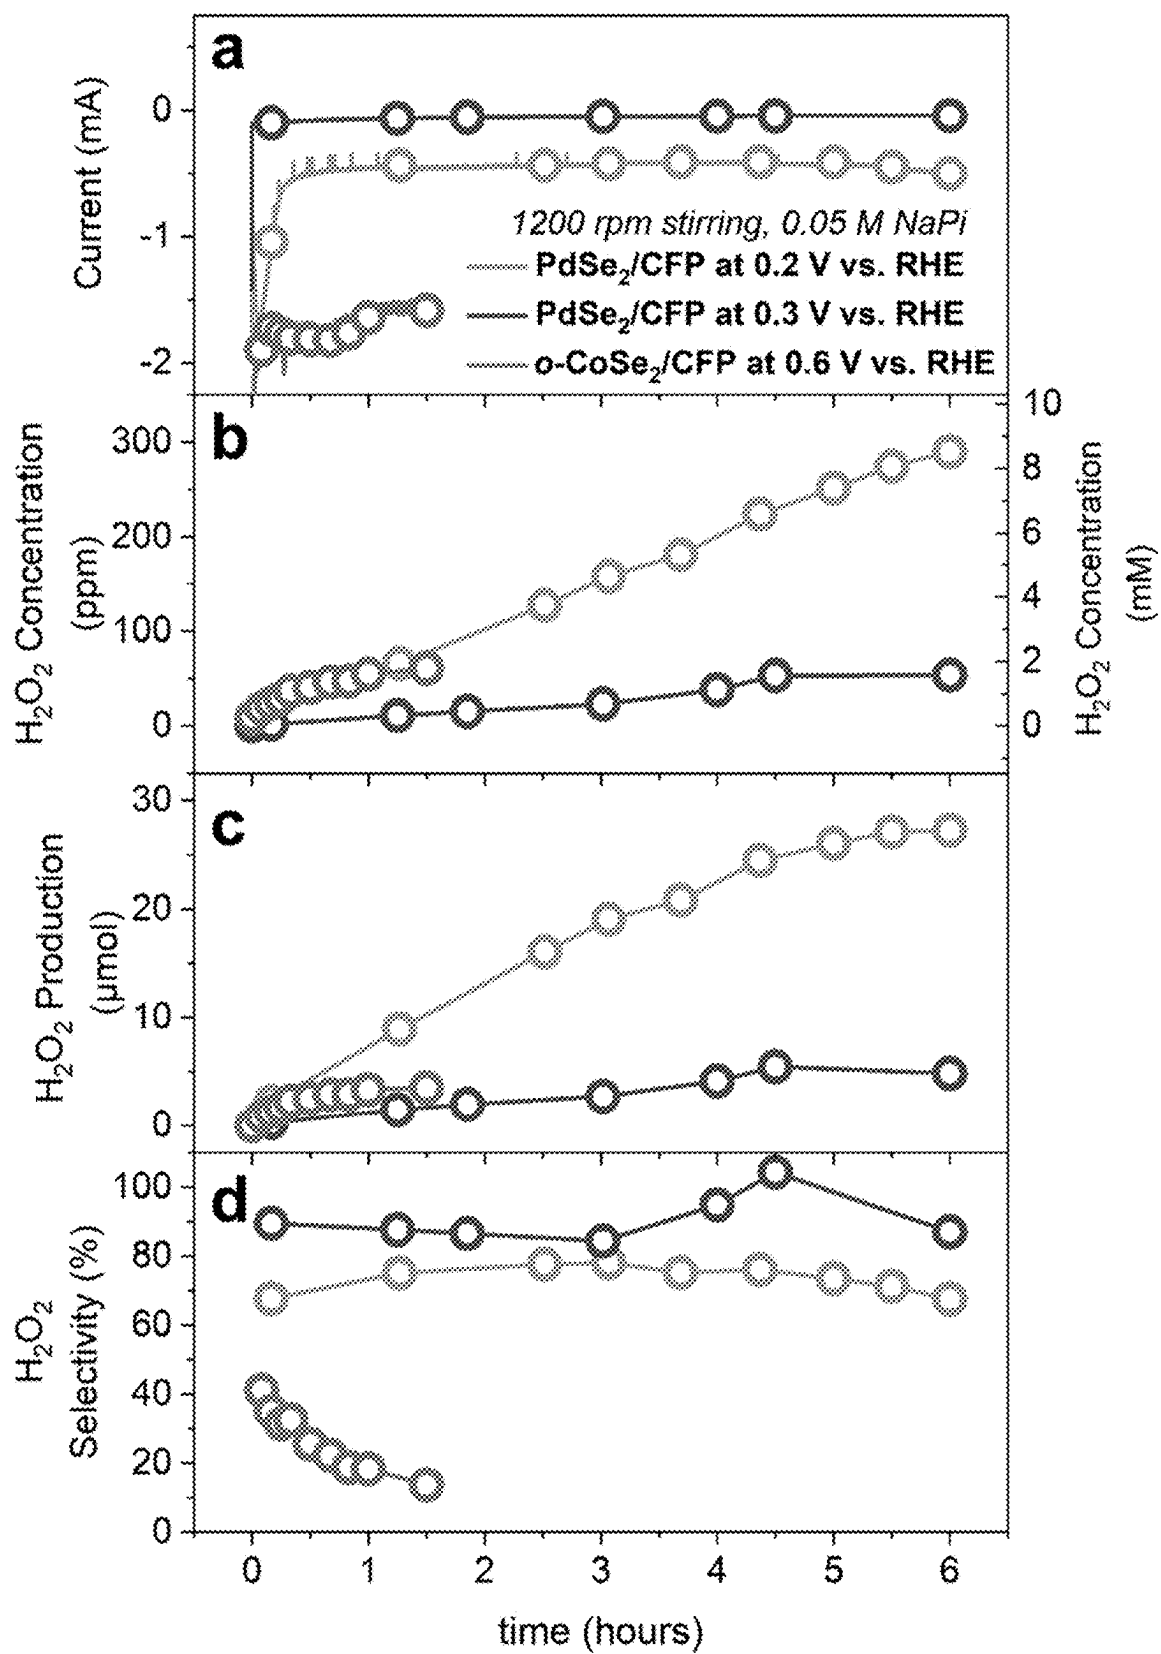 a
0
-1
-2
Current (mA)
1200 rpm stirring, 0.05 M NaPi
PdSe₂/CFP at 0.2 V vs. RHE
PdSe₂/CFP at 0.3 V vs. RHE
o-CoSe₂/CFP at 0.6 V vs. RHE
b
300
200
100
0
H₂O₂ Concentration
(ppm)
10
8
6
4
2
0
H₂O₂ Concentration
(mM)
c
30
20
10
0
H₂O₂ Production
(µmol)
d
100
80
60
40
20
0
H₂O₂
Selectivity (%)
0 1 2 3 4 5 6
time (hours)